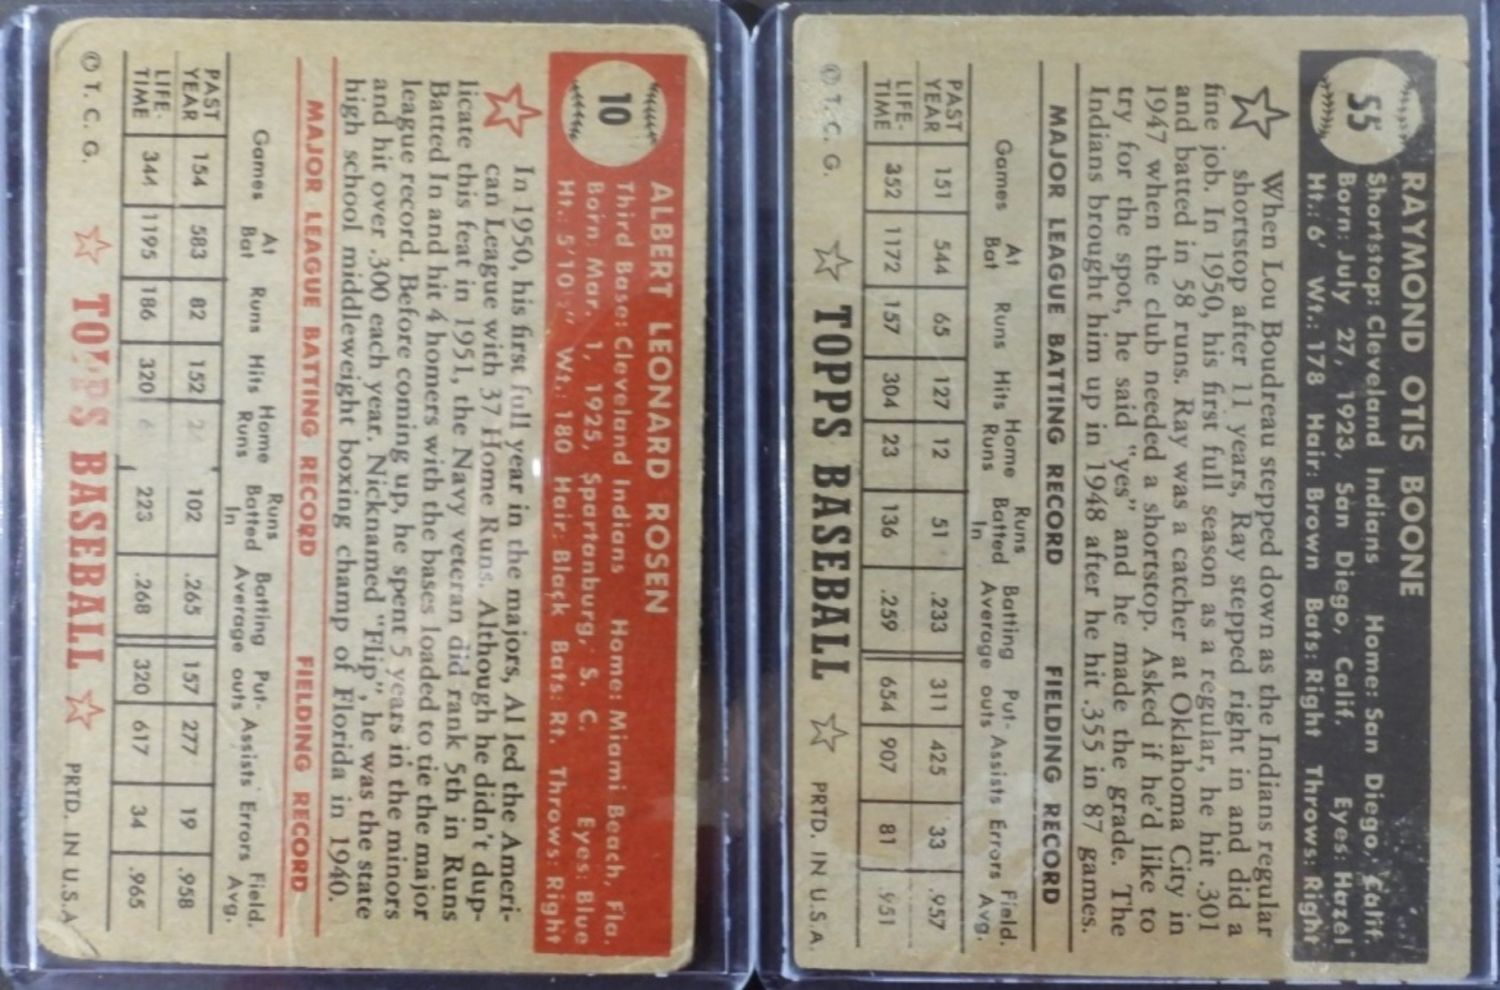 10
ALBERT LEONARD ROSEN
Third Base: Cleveland Indians Home: Miami Beach, Fla.
Born: Mar. 1, 1925, Spartanburg, S. C. Eyes: Blue
Ht.: 5'10 Wt.: 180 Hair: Black Bats: Rt. Throws: Right
In 1950, his first full year in the majors, Al led the Ameri-
can League with 37 Home Runs. Although he didn't dup-
licate this feat in 1951, the Navy veteran did rank 5th in Runs
Batted In and hit 4 homers with the bases loaded to tie the major
league record. Before coming up, he spent 5 years in the minors
and hit over .300 each year. Nicknamed "Flip", he was the state
high school middleweight boxing champ of Florida in 1940.
MAJOR LEAGUE BATTING RECORD FIELDING RECORD
Games At Bat Runs Hits Home Runs Runs Batted In Batting Average Put-outs Assists Errors Field. Avg.
PAST YEAR 154 583 82 152 102 .265 157 277 19 .958
LIFE-TIME 344 1195 186 320 223 .268 320 617 34 .965
© T. C. G. TOPPS BASEBALL PRTD. IN U.S.A
55
RAYMOND OTIS BOONE
Shortstop: Cleveland Indians Home: San Diego, Calif.
Born: July 27, 1923, San Diego, Calif. Eyes: Hazel
Ht.: 6' Wt.: 178 Hair: Brown Bats: Right Throws: Right
When Lou Boudreau stepped down as the Indians regular
shortstop after 11 years, Ray stepped right in and did a
fine job. In 1950, his first full season as a regular, he hit .301
and batted in 58 runs. Ray was a catcher at Oklahoma City in
1947 when the club needed a shortstop. Asked if he'd like to
try for the spot, he said "yes" and he made the grade. The
Indians brought him up in 1948 after he hit .355 in 87 games.
MAJOR LEAGUE BATTING RECORD FIELDING RECORD
Games At Bat Runs Hits Home Runs Runs Batted In Batting Average Put-outs Assists Errors Field. Avg.
PAST YEAR 151 544 65 127 12 51 .233 311 425 33 .957
LIFE-TIME 352 1172 157 304 23 136 .259 654 907 81 .951
© T. C. G. TOPPS BASEBALL PRTD. IN U.S.A.